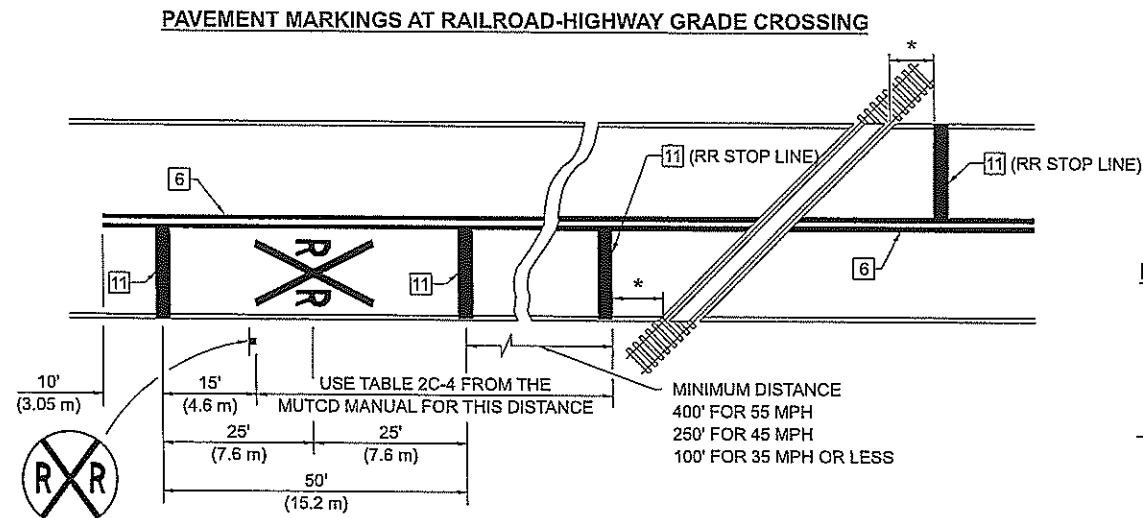 PAVEMENT MARKINGS AT RAILROAD-HIGHWAY GRADE CROSSING
*
11 (RR STOP LINE)
11 (RR STOP LINE)
6
R
R
11
11
*
6
10'
(3.05 m)
15'
(4.6 m)
USE TABLE 2C-4 FROM THE
MUTCD MANUAL FOR THIS DISTANCE
MINIMUM DISTANCE
400' FOR 55 MPH
250' FOR 45 MPH
100' FOR 35 MPH OR LESS
25'
(7.6 m)
25'
(7.6 m)
50'
(15.2 m)
R R